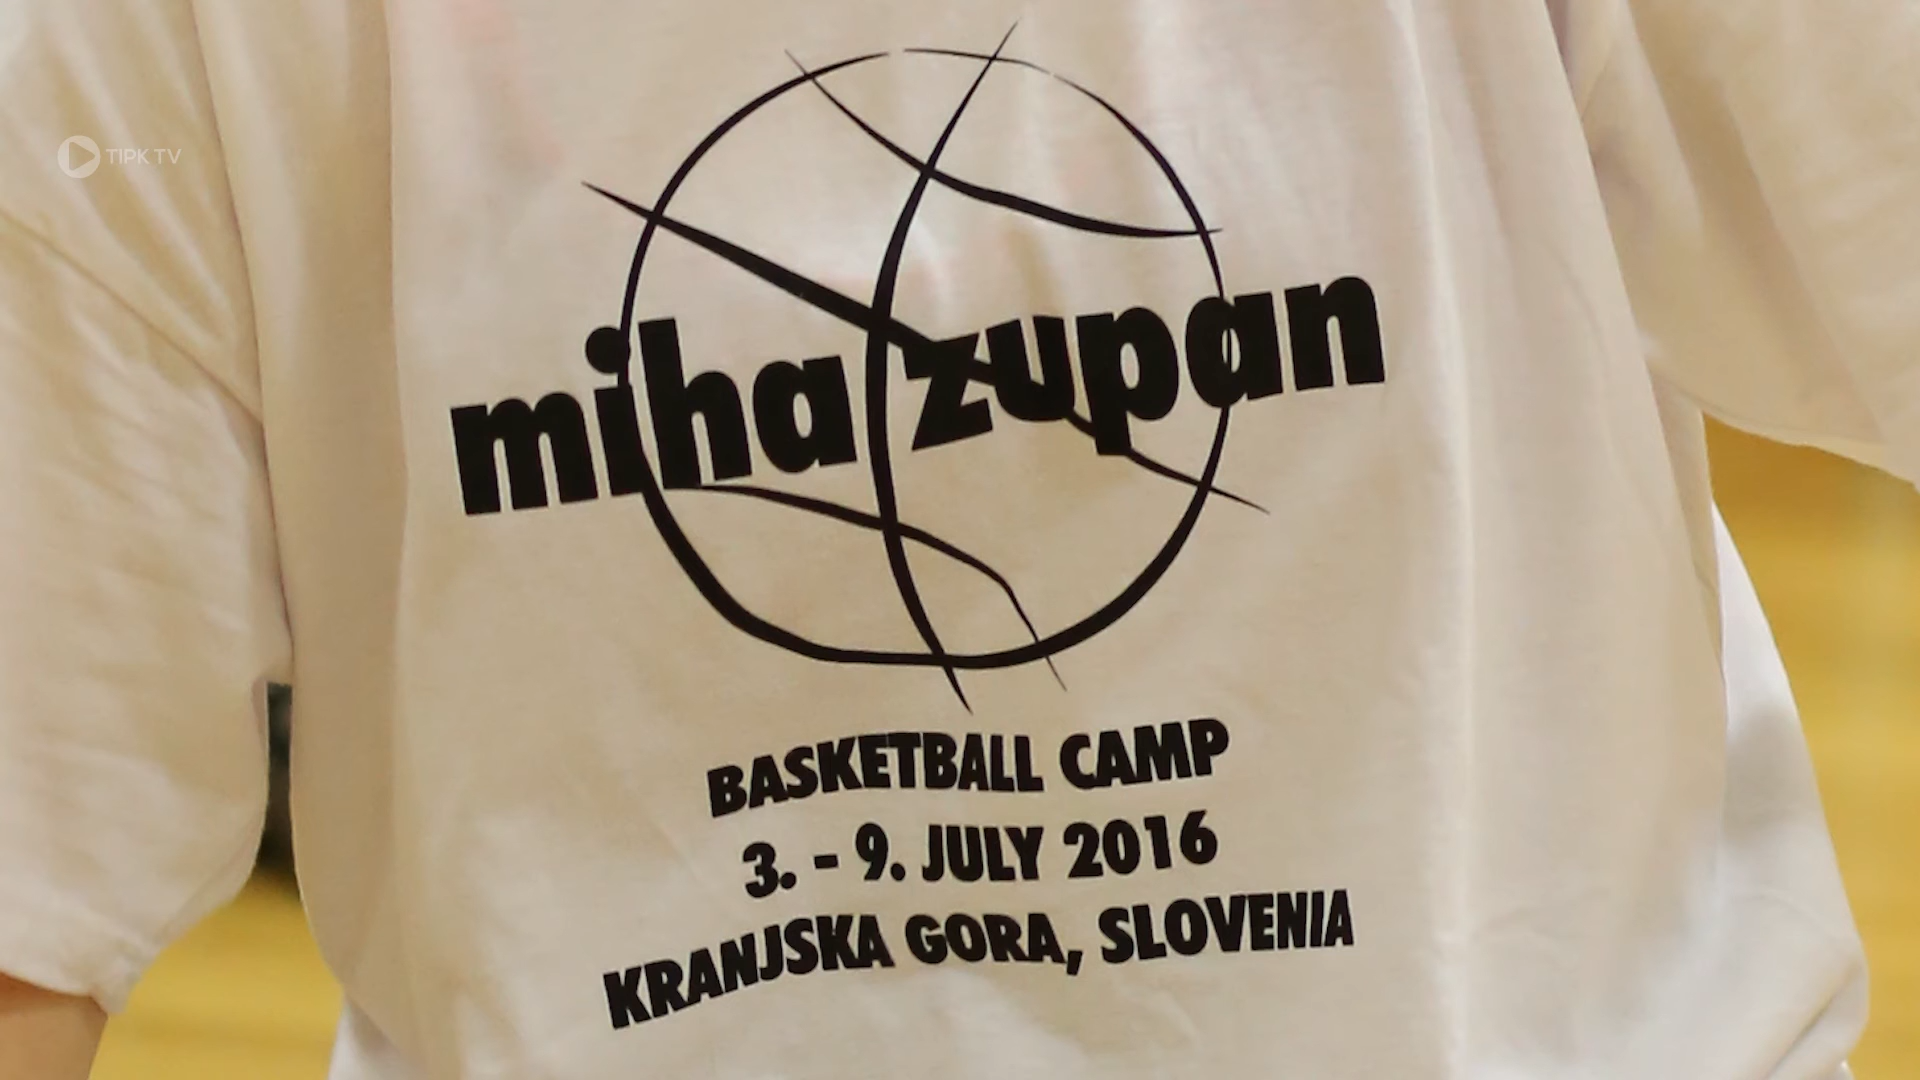 TIPK TV
miha zupan
BASKETBALL CAMP
3. - 9. JULY 2016
KRANJSKA GORA, SLOVENIA